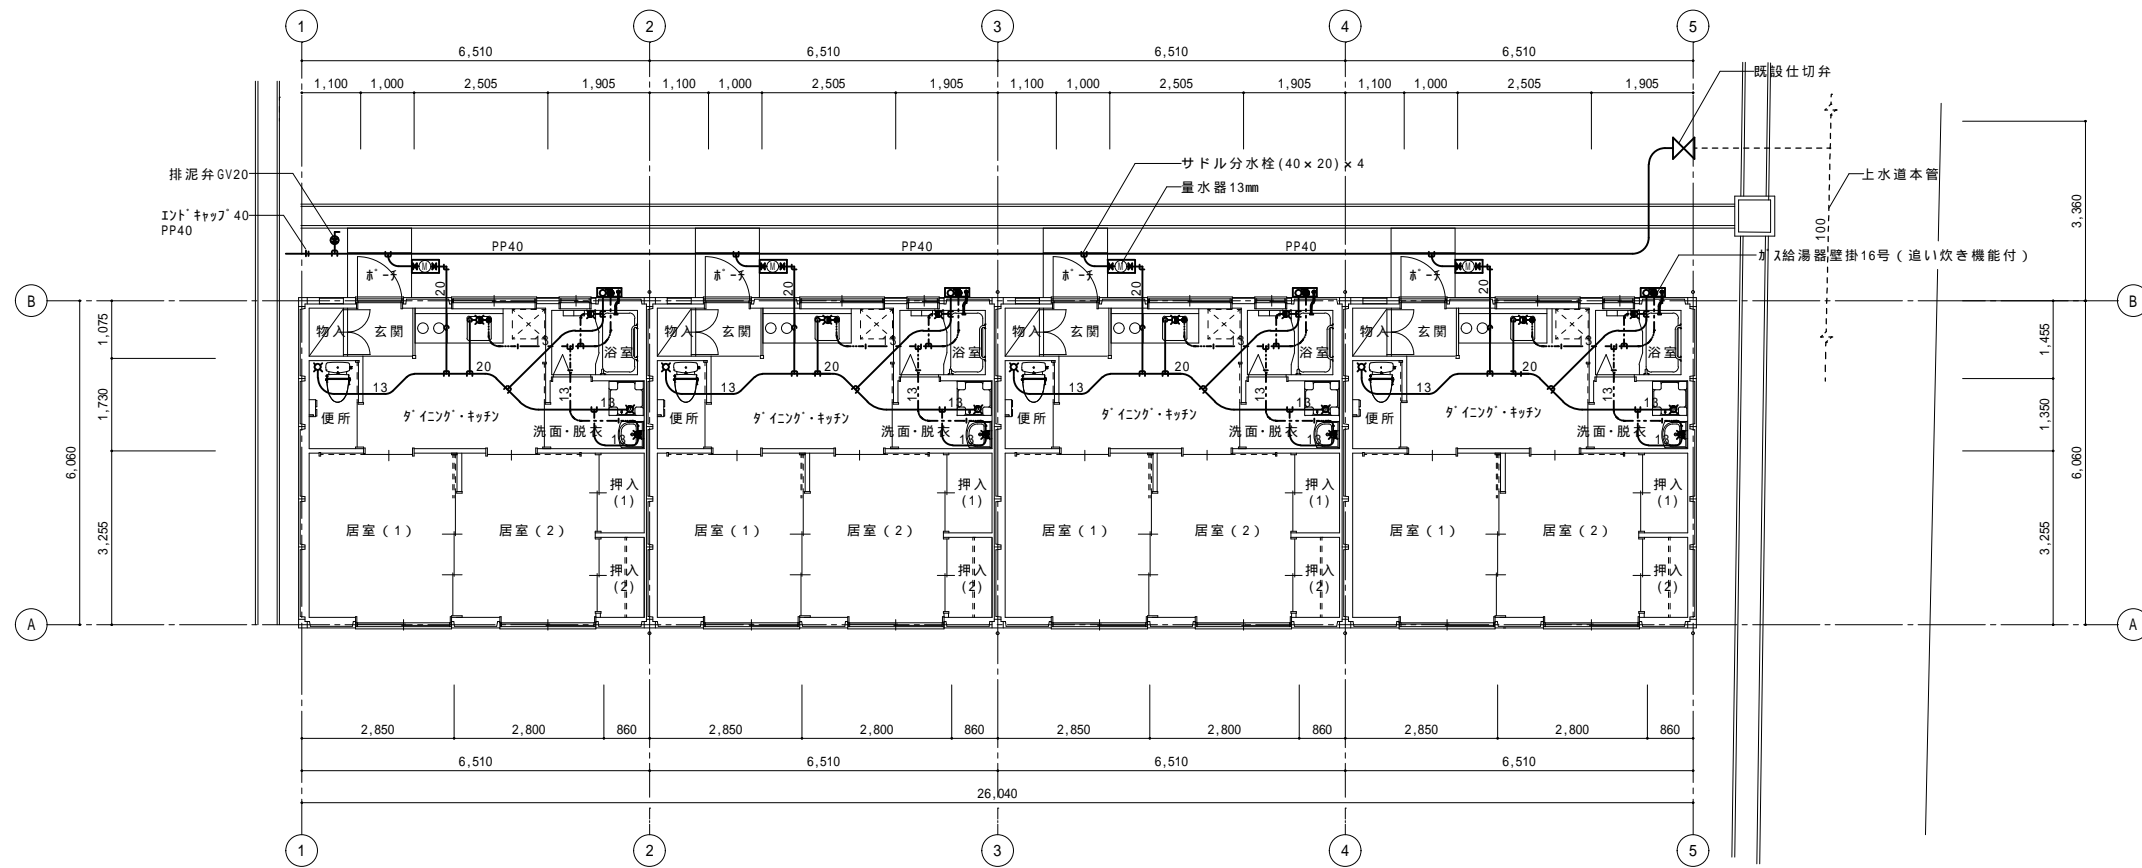 1 2 3 4 5
6,510 6,510 6,510 6,510
1,100 1,000 2,505 1,905 1,100 1,000 2,505 1,905 1,100 1,000 2,505 1,905 1,100 1,000 2,505 1,905
既設仕切弁
サドル分水栓(40×20)×4
量水器13mm
排泥弁GV20
上水道本管
100
3,360
エンドキャップ40
PP40
PP40 PP40 PP40
ガス給湯器壁掛16号(追い炊き機能付)
ポーチ ポーチ ポーチ ポーチ
20 20 20 20
B B
物入 玄関 浴室 物入 玄関 浴室 物入 玄関 浴室 物入 玄関 浴室
1,075 1,455
13 20 13 13 13 20 13 13 13 20 13 13 13 20 13 13
便所 ダイニング・キッチン 便所 ダイニング・キッチン 便所 ダイニング・キッチン 便所 ダイニング・キッチン
洗面・脱衣 13 洗面・脱衣 13 洗面・脱衣 13 洗面・脱衣 13
1,730 1,350
6,060 6,060
押入 押入 押入 押入
(1) (1) (1) (1)
居室(1) 居室(2) 居室(1) 居室(2) 居室(1) 居室(2) 居室(1) 居室(2)
3,255 3,255
押入 押入 押入 押入
(2) (2) (2) (2)
A A
2,850 2,800 860 2,850 2,800 860 2,850 2,800 860 2,850 2,800 860
6,510 6,510 6,510 6,510
26,040
1 2 3 4 5